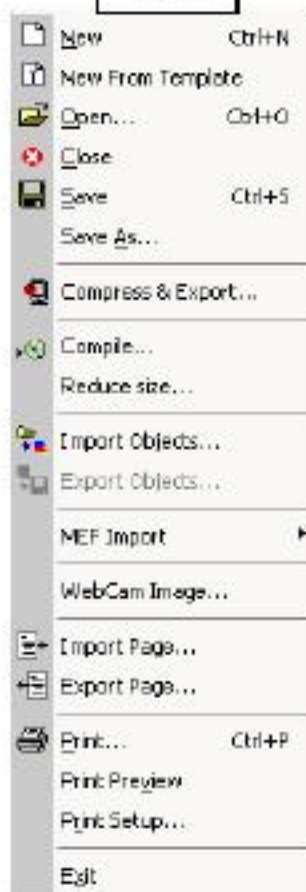 New Ctrl+N
New From Template
Open... Ctrl+O
Close
Save Ctrl+S
Save As...
Compress & Export...
Compile...
Reduce size...
Import Objects...
Export Objects...
MEF Import
WebCam Image...
Import Page...
Export Page...
Print... Ctrl+P
Print Preview
Print Setup...
Exit